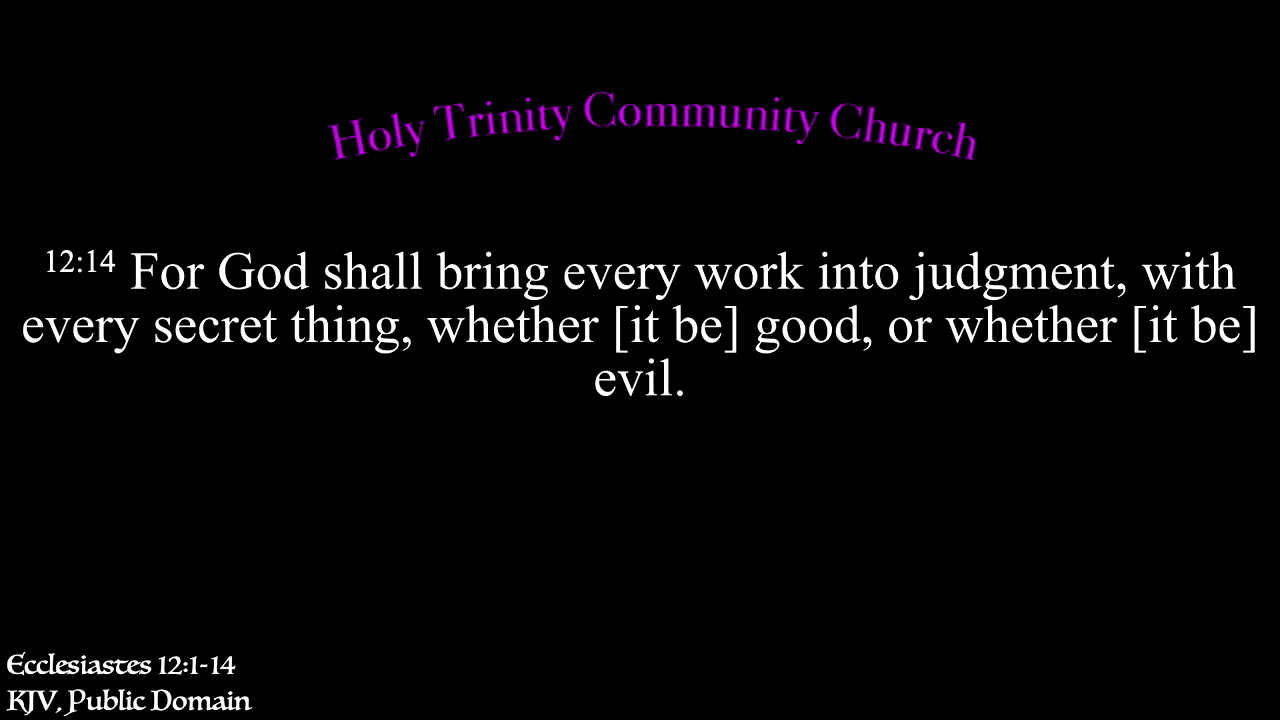 Holy Trinity Community Church
12:14 For God shall bring every work into judgment, with
every secret thing, whether [it be] good, or whether [it be]
evil.
Ecclesiastes 12:1-14
KJV, Public Domain